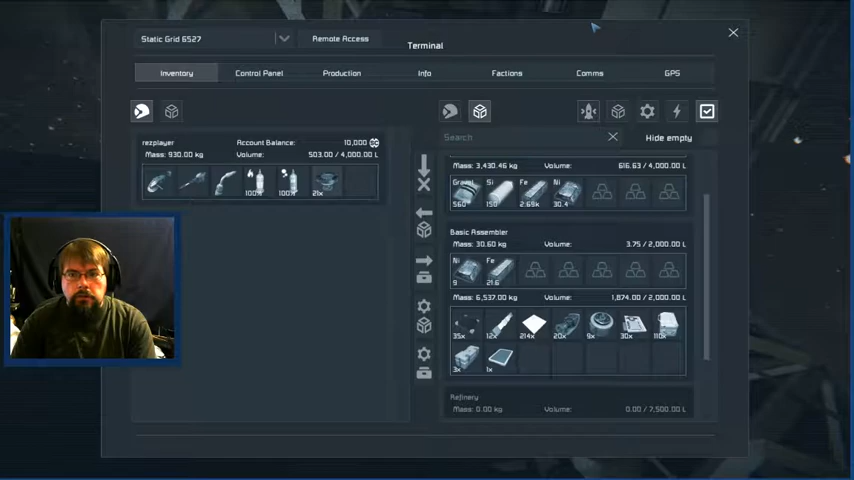 Static Grid 6527
Remote Access
Terminal
Inventory
Control Panel
Production
Info
Factions
Comms
GPS
rezplayer
Account Balance: 10,000
Mass: 930.00 kg
Volume: 503.00 / 4,000.00 L
100%
100%
21x
Search
Hide empty
Mass: 3,430.46 kg
Volume: 616.63 / 4,000.00 L
Gravel
560
Si
150
Fe
2.69k
Ni
30.4
Basic Assembler
Mass: 30.60 kg
Volume: 3.75 / 2,000.00 L
Ni
9
Fe
21.6
Mass: 6,537.00 kg
Volume: 1,874.00 / 2,000.00 L
35x
12x
214x
20x
9x
30x
110x
3x
1x
Refinery
Mass: 0.00 kg
Volume: 0.00 / 7,500.00 L